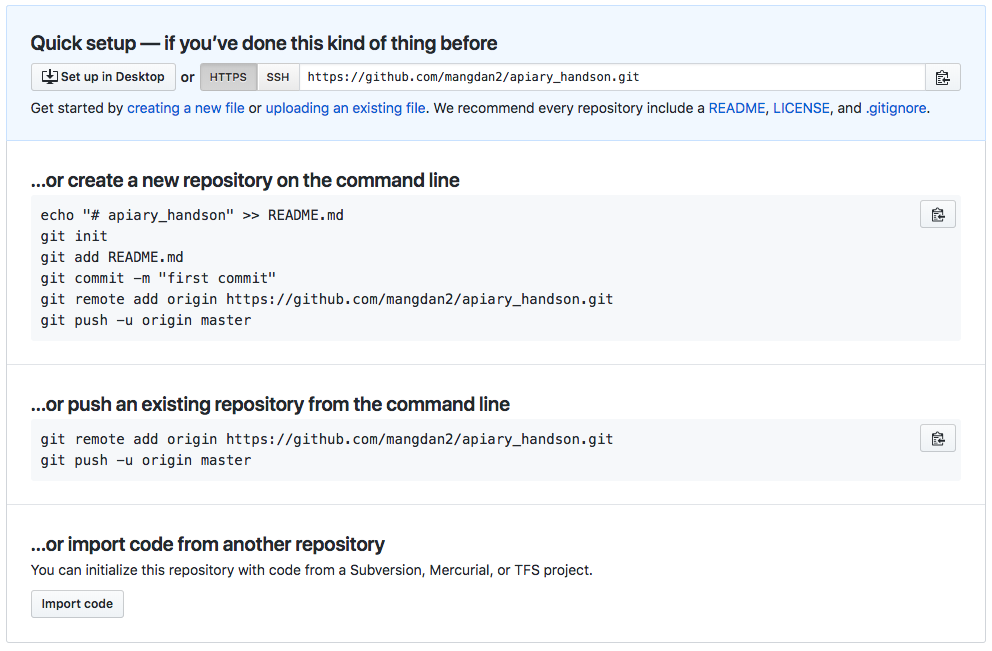 Quick setup — if you’ve done this kind of thing before
Set up in Desktop or HTTPS SSH https://github.com/mangdan2/apiary_handson.git
Get started by creating a new file or uploading an existing file. We recommend every repository include a README, LICENSE, and .gitignore.
…or create a new repository on the command line
echo "# apiary_handson" >> README.md
git init
git add README.md
git commit -m "first commit"
git remote add origin https://github.com/mangdan2/apiary_handson.git
git push -u origin master
…or push an existing repository from the command line
git remote add origin https://github.com/mangdan2/apiary_handson.git
git push -u origin master
…or import code from another repository
You can initialize this repository with code from a Subversion, Mercurial, or TFS project.
Import code